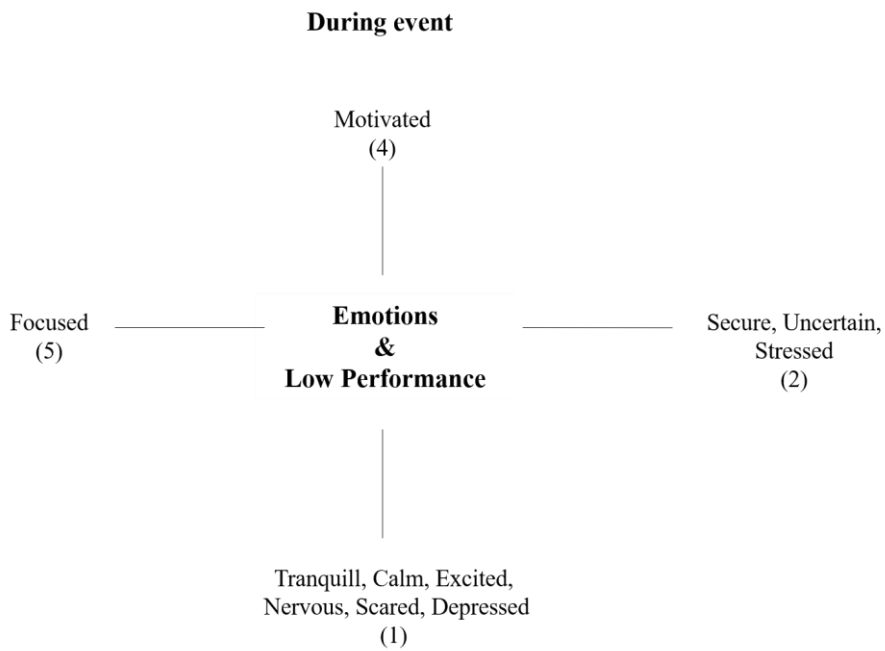 During event
Motivated
(4)
Focused
(5)
Emotions
&
Low Performance
Secure, Uncertain,
Stressed
(2)
Tranquill, Calm, Excited,
Nervous, Scared, Depressed
(1)